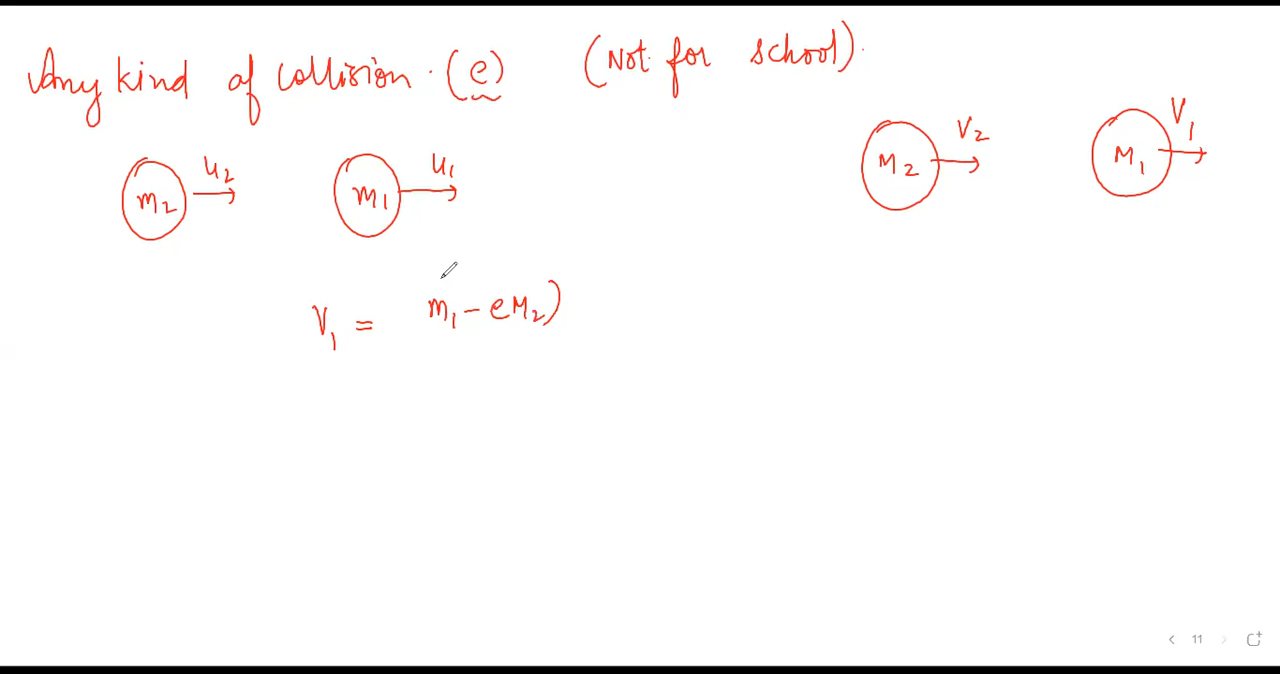 Any kind of collision. (e) (Not for school).
V2 V1
u2 u1 M2 M1
m2 m1
V1 = m1 - eM2)
11